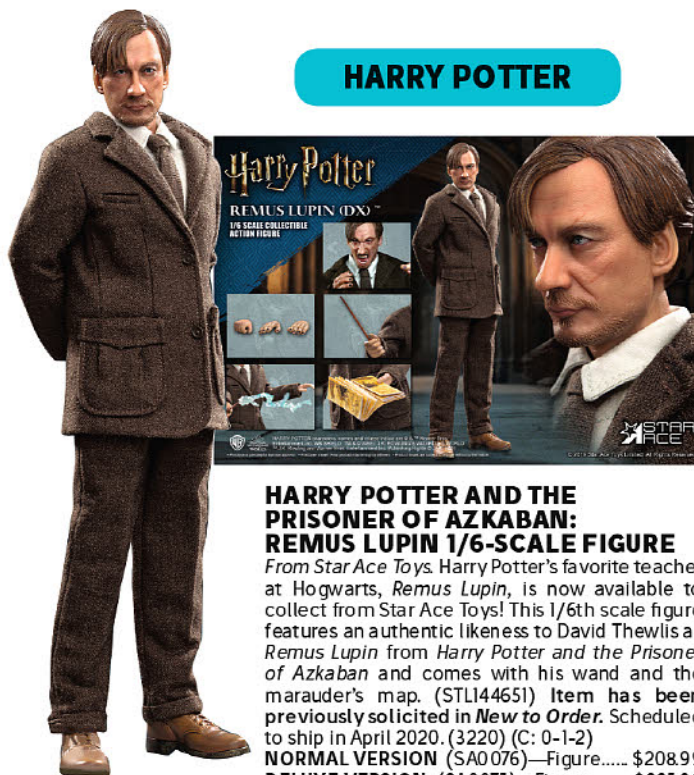 HARRY POTTER
Harry Potter
REMUS LUPIN (DX)™
1/6 SCALE COLLECTIBLE
ACTION FIGURE
STAR
ACE
HARRY POTTER AND THE
PRISONER OF AZKABAN:
REMUS LUPIN 1/6-SCALE FIGURE
From Star Ace Toys. Harry Potter's favorite teache
at Hogwarts, Remus Lupin, is now available to
collect from Star Ace Toys! This 1/6th scale figure
features an authentic likeness to David Thewlis a
Remus Lupin from Harry Potter and the Prisone
of Azkaban and comes with his wand and the
marauder's map. (STL144651) Item has been
previously solicited in New to Order. Scheduled
to ship in April 2020. (3220) (C: 0-1-2)
NORMAL VERSION (SA0076)—Figure..... $208.9